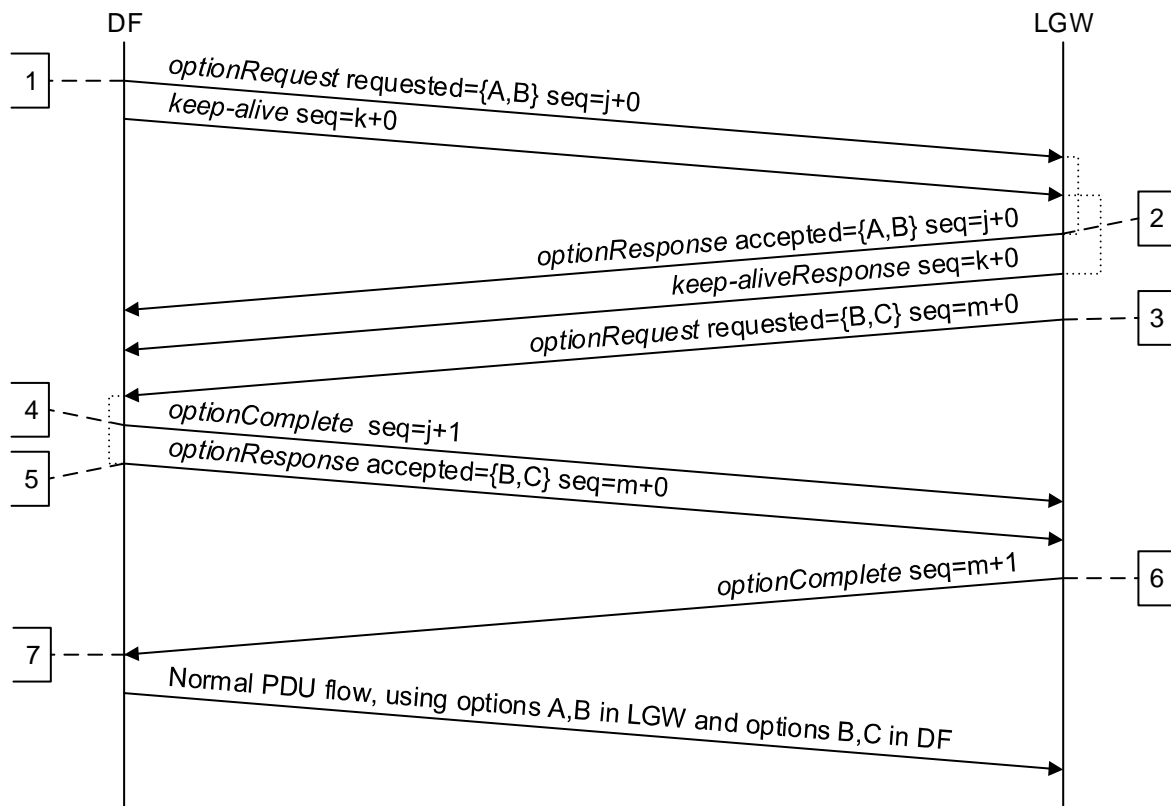 DF
LGW
1
optionRequest requested={A,B} seq=j+0
keep-alive seq=k+0
2
optionResponse accepted={A,B} seq=j+0
keep-aliveResponse seq=k+0
3
optionRequest requested={B,C} seq=m+0
4
optionComplete seq=j+1
5
optionResponse accepted={B,C} seq=m+0
6
optionComplete seq=m+1
7
Normal PDU flow, using options A,B in LGW and options B,C in DF